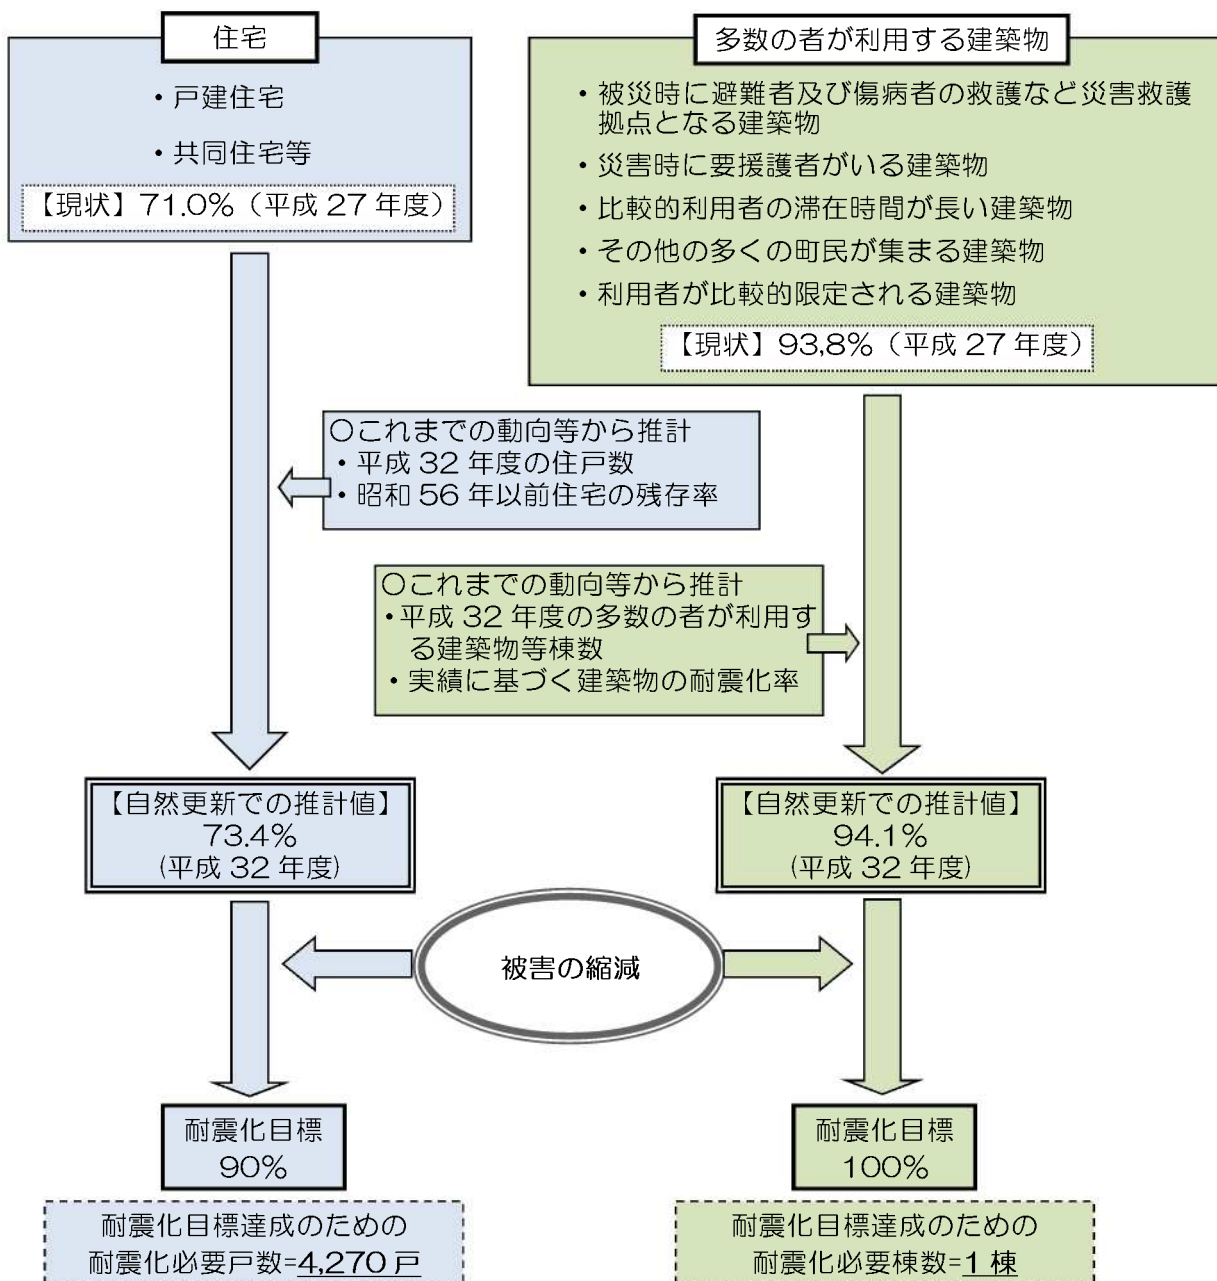 住宅
・戸建住宅
・共同住宅等
【現状】71.0%（平成 27 年度）
多数の者が利用する建築物
・被災時に避難者及び傷病者の救護など災害救護
拠点となる建築物
・災害時に要援護者がいる建築物
・比較的利用者の滞在時間が長い建築物
・その他の多くの町民が集まる建築物
・利用者が比較的限定される建築物
【現状】93,8%（平成 27 年度）
〇これまでの動向等から推計
・平成 32 年度の住戸数
・昭和 56 年以前住宅の残存率
〇これまでの動向等から推計
・平成 32 年度の多数の者が利用す
る建築物等棟数
・実績に基づく建築物の耐震化率
【自然更新での推計値】
73.4%
(平成 32 年度)
【自然更新での推計値】
94.1%
(平成 32 年度)
被害の縮減
耐震化目標
90%
耐震化目標
100%
耐震化目標達成のための
耐震化必要戸数=4,270 戸
耐震化目標達成のための
耐震化必要棟数=1 棟